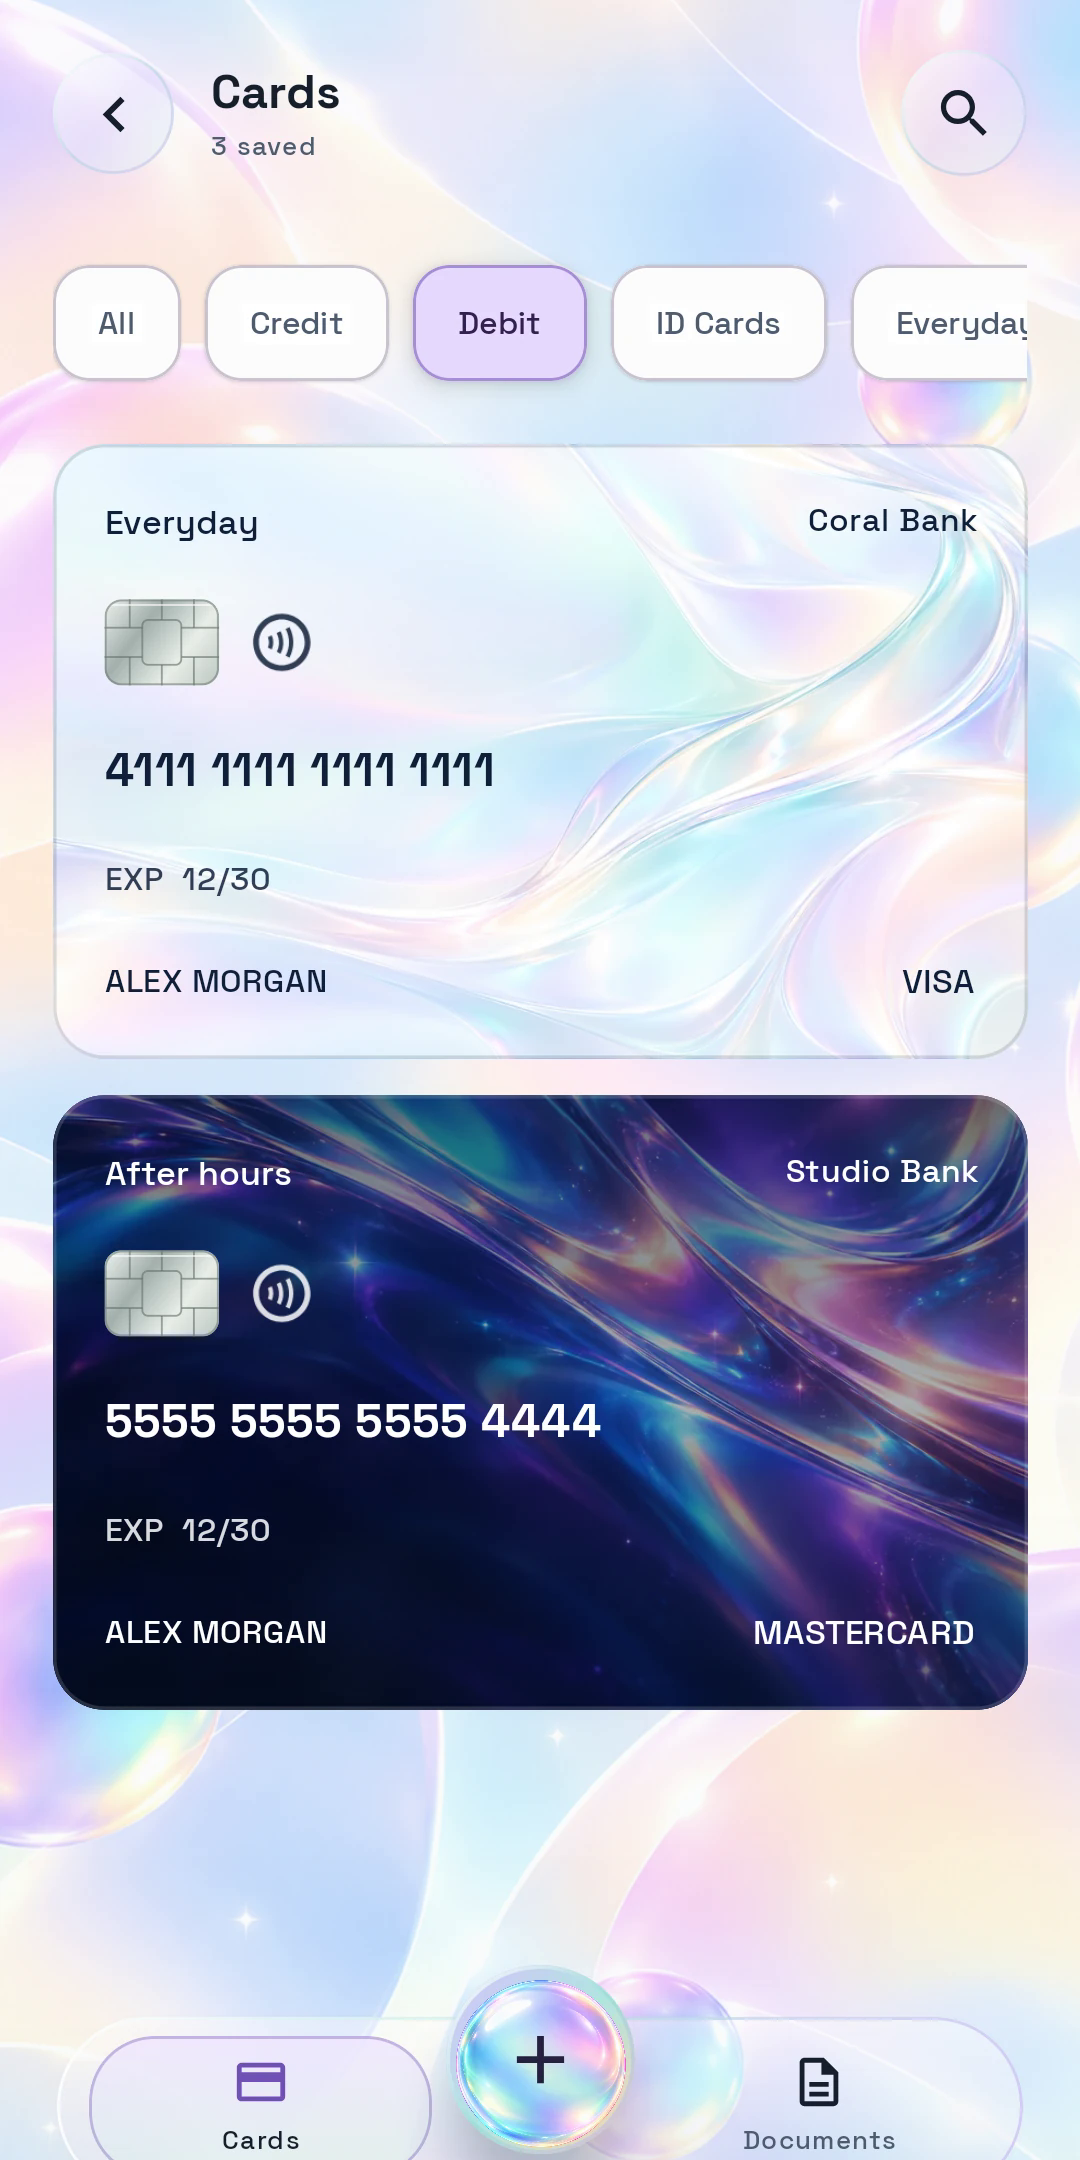 Cards
3 saved
All
Credit
Debit
ID Cards
Everyday
Everyday
Coral Bank
4111 1111 1111 1111
EXP 12/30
ALEX MORGAN
VISA
After hours
Studio Bank
5555 5555 5555 4444
EXP 12/30
ALEX MORGAN
MASTERCARD
Cards
Documents